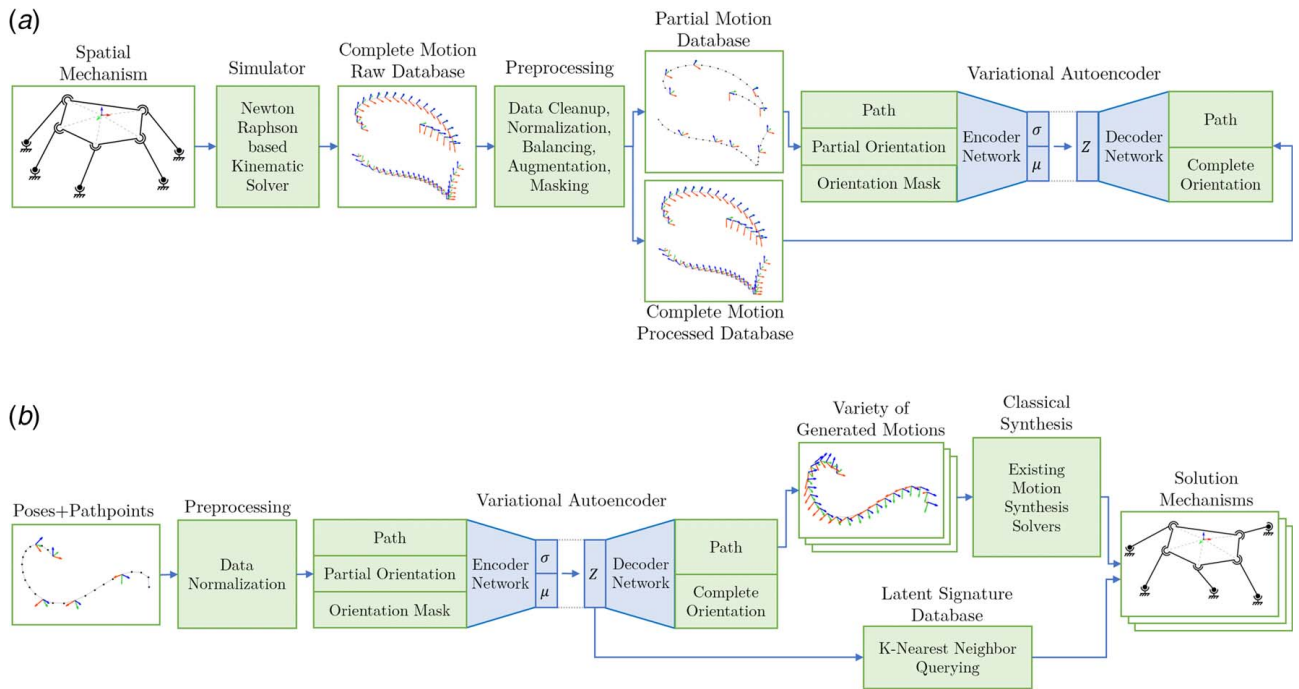 (a)
Spatial
Mechanism
Simulator
Newton
Raphson
based
Kinematic
Solver
Complete Motion
Raw Database
Preprocessing
Data Cleanup,
Normalization,
Balancing,
Augmentation,
Masking
Partial Motion
Database
Complete Motion
Processed Database
Variational Autoencoder
Path
Partial Orientation
Orientation Mask
Encoder
Network
σ
μ
Z
Decoder
Network
Path
Complete
Orientation
(b)
Poses+Pathpoints
Preprocessing
Data
Normalization
Variational Autoencoder
Path
Partial Orientation
Orientation Mask
Encoder
Network
σ
μ
Z
Decoder
Network
Path
Complete
Orientation
Variety of
Generated Motions
Classical
Synthesis
Existing
Motion
Synthesis
Solvers
Latent Signature
Database
K-Nearest Neighbor
Querying
Solution
Mechanisms